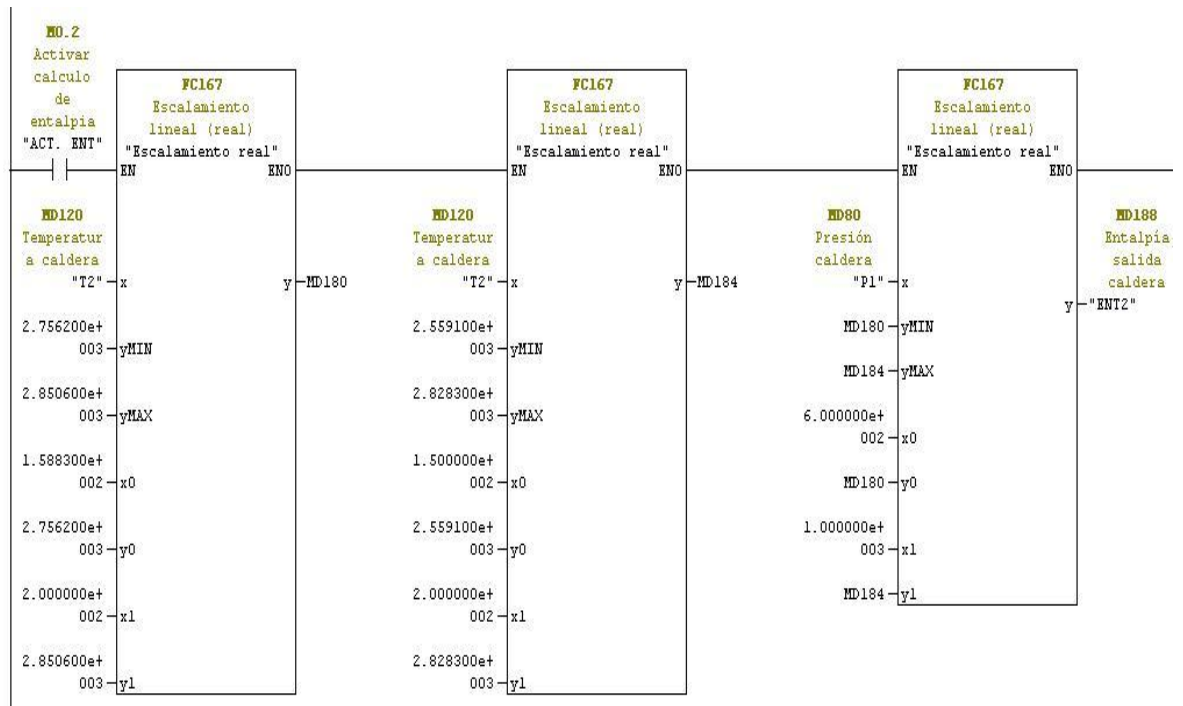 M0.2
Activar
calculo
de
entalpia
"ACT. ENT"
FC167
Escalamiento
lineal (real)
"Escalamiento real"
EN ENO
MD120
Temperatur
a caldera
"T2" x
y MD180
2.756200e+
003 yMIN
2.850600e+
003 yMAX
1.588300e+
002 x0
2.756200e+
003 y0
2.000000e+
002 x1
2.850600e+
003 y1
FC167
Escalamiento
lineal (real)
"Escalamiento real"
EN ENO
MD120
Temperatur
a caldera
"T2" x
y MD184
2.559100e+
003 yMIN
2.828300e+
003 yMAX
1.500000e+
002 x0
2.559100e+
003 y0
2.000000e+
002 x1
2.828300e+
003 y1
FC167
Escalamiento
lineal (real)
"Escalamiento real"
EN ENO
MD80
Presión
caldera
"P1" x
MD188
Entalpía
salida
caldera
y "ENT2"
MD180 yMIN
MD184 yMAX
6.000000e+
002 x0
MD180 y0
1.000000e+
003 x1
MD184 y1